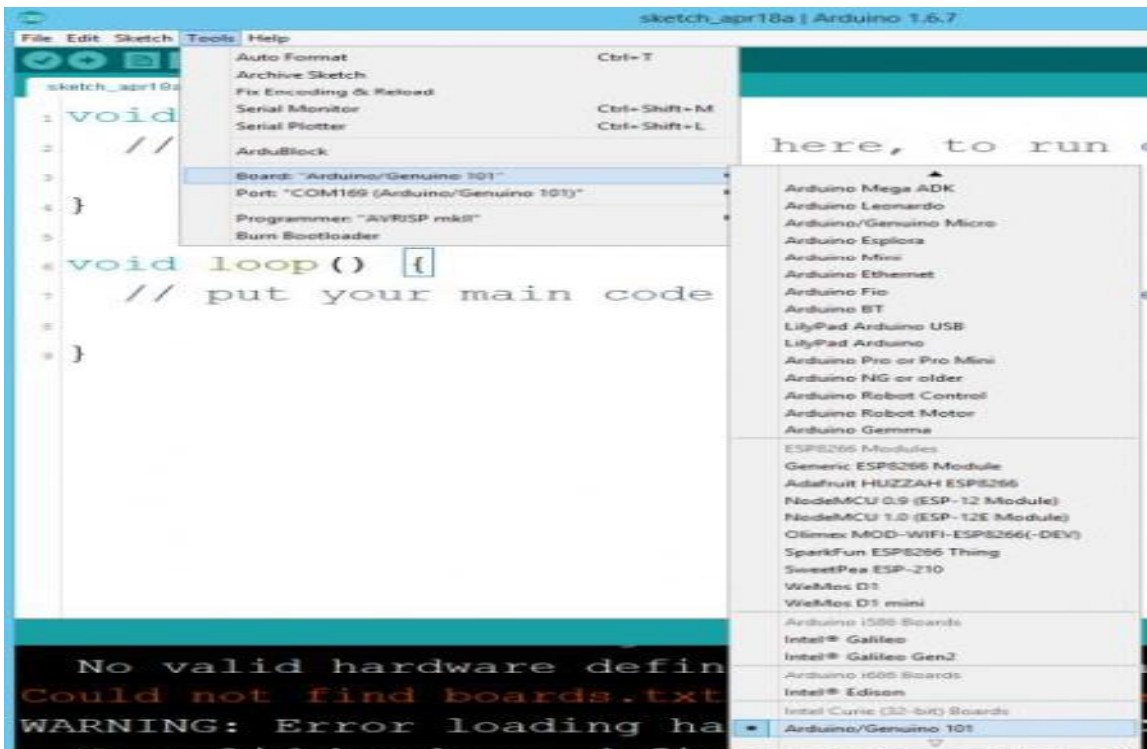 sketch_apr18a | Arduino 1.6.7
File Edit Sketch Tools Help
sketch_apr18a
Auto Format Ctrl+T
Archive Sketch
Fix Encoding & Reload
Serial Monitor Ctrl+Shift+M
Serial Plotter Ctrl+Shift+L
ArduBlock
Board: "Arduino/Genuino 101"
Port: "COM169 (Arduino/Genuino 101)"
Programmer: "AVRISP mkII"
Burn Bootloader
1 void
2 // here, to run
3
4 }
5
6 void loop() {
7 // put your main code
8
9 }
Arduino Mega ADK
Arduino Leonardo
Arduino/Genuino Micro
Arduino Esplora
Arduino Mini
Arduino Ethernet
Arduino Fio
Arduino BT
LilyPad Arduino USB
LilyPad Arduino
Arduino Pro or Pro Mini
Arduino NG or older
Arduino Robot Control
Arduino Robot Motor
Arduino Gemma
ESP8266 Modules
Generic ESP8266 Module
Adafruit HUZZAH ESP8266
NodeMCU 0.9 (ESP-12 Module)
NodeMCU 1.0 (ESP-12E Module)
Olimex MOD-WIFI-ESP8266(-DEV)
SparkFun ESP8266 Thing
SweetPea ESP-210
WeMos D1
WeMos D1 mini
Arduino i586 Boards
Intel® Galileo
Intel® Galileo Gen2
Arduino i686 Boards
Intel® Edison
Intel Curie (32-bit) Boards
Arduino/Genuino 101
No valid hardware defin
Could not find boards.txt
WARNING: Error loading ha